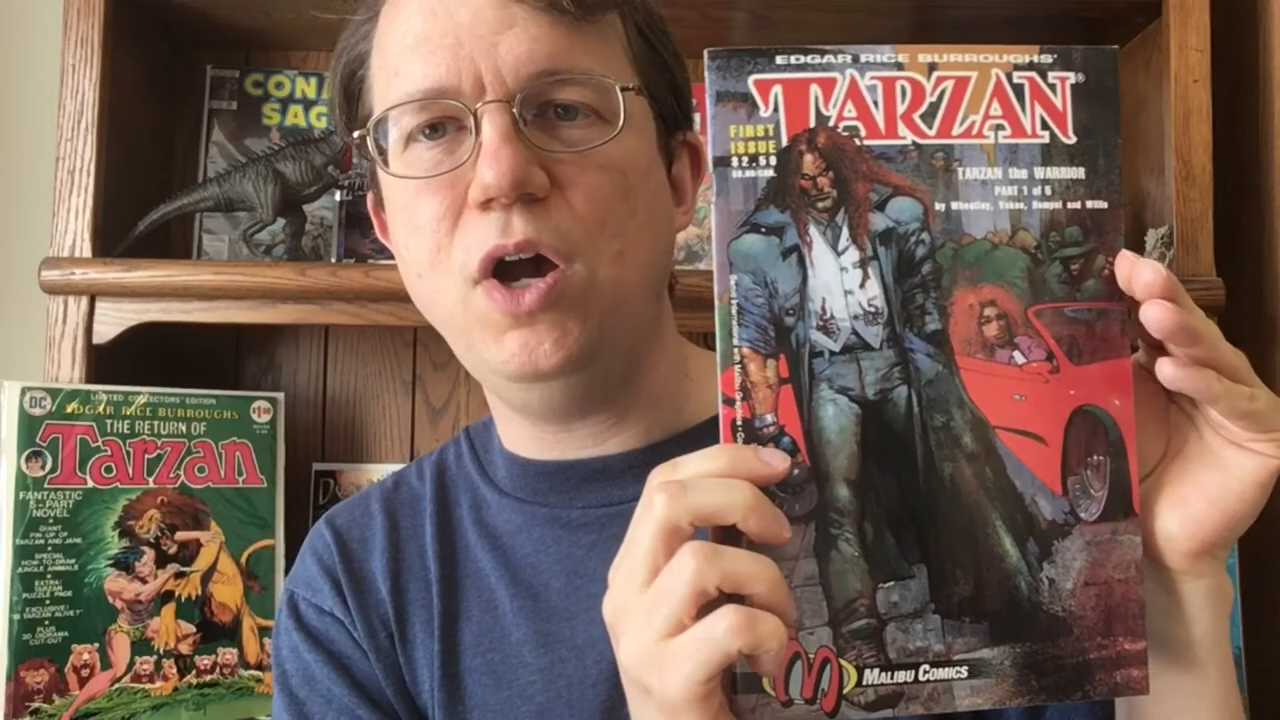 CONA
SAG
EDGAR RICE BURROUGHS'
TARZAN®
FIRST
ISSUE
$2.50
TARZAN the WARRIOR
PART 1 of 5
by Wheatley, Vokes, Hempel and Willis
MALIBU COMICS
DC
LIMITED COLLECTORS' EDITION
$1.00
EDGAR RICE BURROUGHS
THE RETURN OF
Tarzan
FANTASTIC
5-PART
NOVEL
GIANT
PIN-UP OF
TARZAN AND JANE
SPECIAL
HOW-TO-DRAW
JUNGLE ANIMALS
EXTRA!
TARZAN
PUZZLE PAGE
EXCLUSIVE!
"IS TARZAN ALIVE?"
PLUS
3D DIORAMA
CUT-OUT